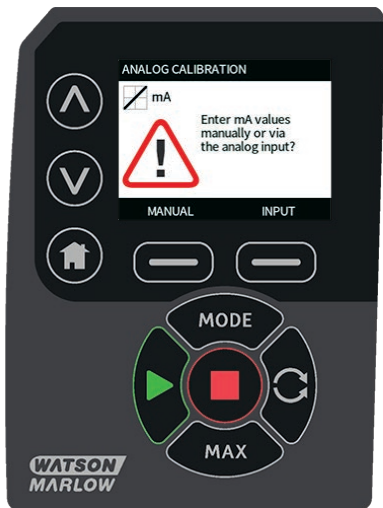 ANALOG CALIBRATION
mA
Enter mA values
manually or via
the analog input?
MANUAL
INPUT
MODE
MAX
WATSON
MARLOW